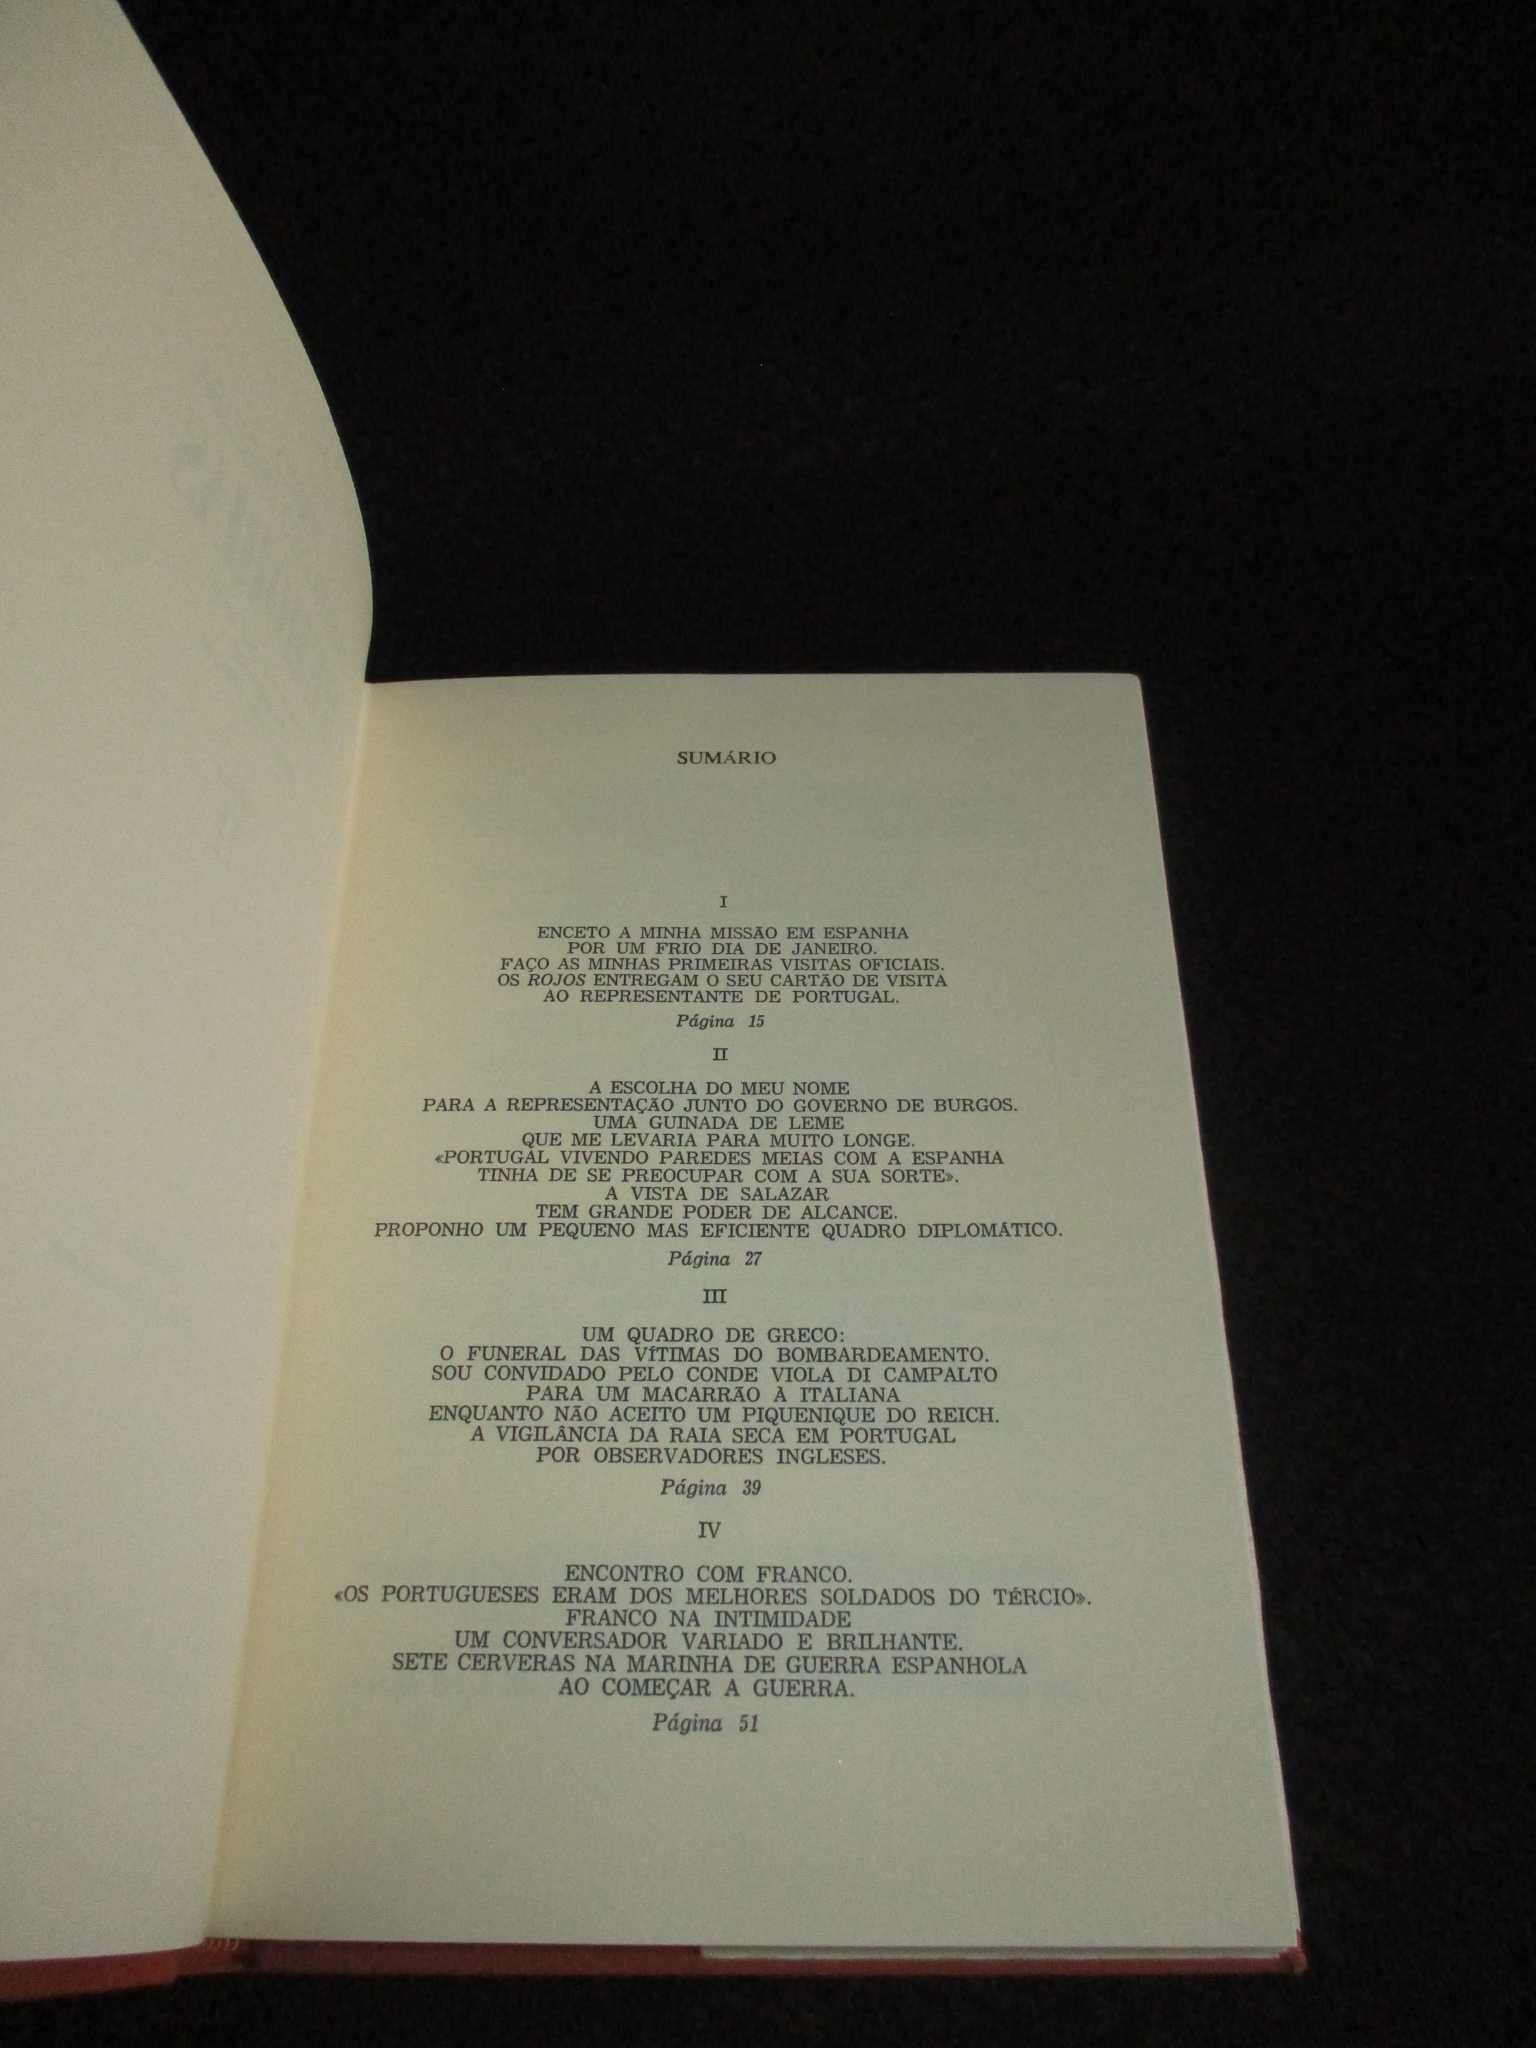 SUMÁRIO
I
ENCETO A MINHA MISSÃO EM ESPANHA
POR UM FRIO DIA DE JANEIRO.
FAÇO AS MINHAS PRIMEIRAS VISITAS OFICIAIS.
OS ROJOS ENTREGAM O SEU CARTÃO DE VISITA
AO REPRESENTANTE DE PORTUGAL.
Página 15
II
A ESCOLHA DO MEU NOME
PARA A REPRESENTAÇÃO JUNTO DO GOVERNO DE BURGOS.
UMA GUINADA DE LEME
QUE ME LEVARIA PARA MUITO LONGE.
«PORTUGAL VIVENDO PAREDES MEIAS COM A ESPANHA
TINHA DE SE PREOCUPAR COM A SUA SORTE».
A VISTA DE SALAZAR
TEM GRANDE PODER DE ALCANCE.
PROPONHO UM PEQUENO MAS EFICIENTE QUADRO DIPLOMÁTICO.
Página 27
III
UM QUADRO DE GRECO:
O FUNERAL DAS VÍTIMAS DO BOMBARDEAMENTO.
SOU CONVIDADO PELO CONDE VIOLA DI CAMPALTO
PARA UM MACARRÃO À ITALIANA
ENQUANTO NÃO ACEITO UM PIQUENIQUE DO REICH.
A VIGILÂNCIA DA RAIA SECA EM PORTUGAL
POR OBSERVADORES INGLESES.
Página 39
IV
ENCONTRO COM FRANCO.
«OS PORTUGUESES ERAM DOS MELHORES SOLDADOS DO TÉRCIO».
FRANCO NA INTIMIDADE
UM CONVERSADOR VARIADO E BRILHANTE.
SETE CERVERAS NA MARINHA DE GUERRA ESPANHOLA
AO COMEÇAR A GUERRA.
Página 51